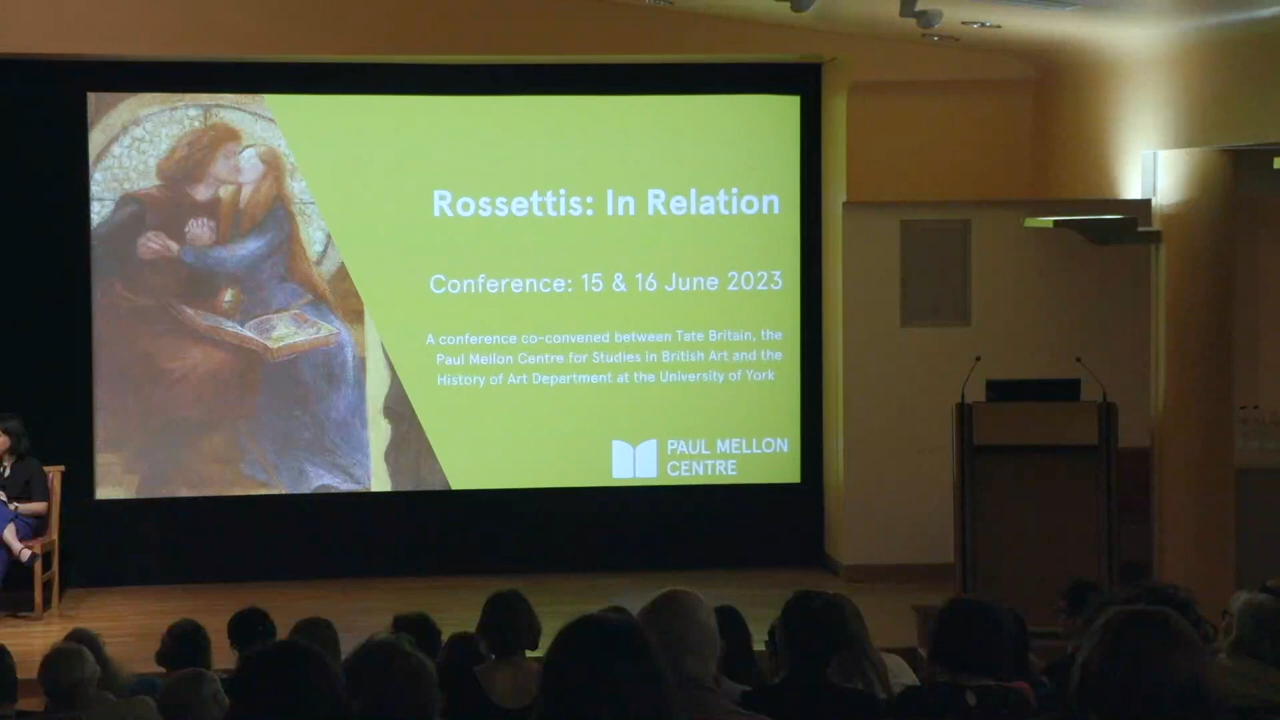 Rossettis: In Relation
Conference: 15 & 16 June 2023
A conference co-convened between Tate Britain, the
Paul Mellon Centre for Studies in British Art and the
History of Art Department at the University of York
PAUL MELLON
CENTRE